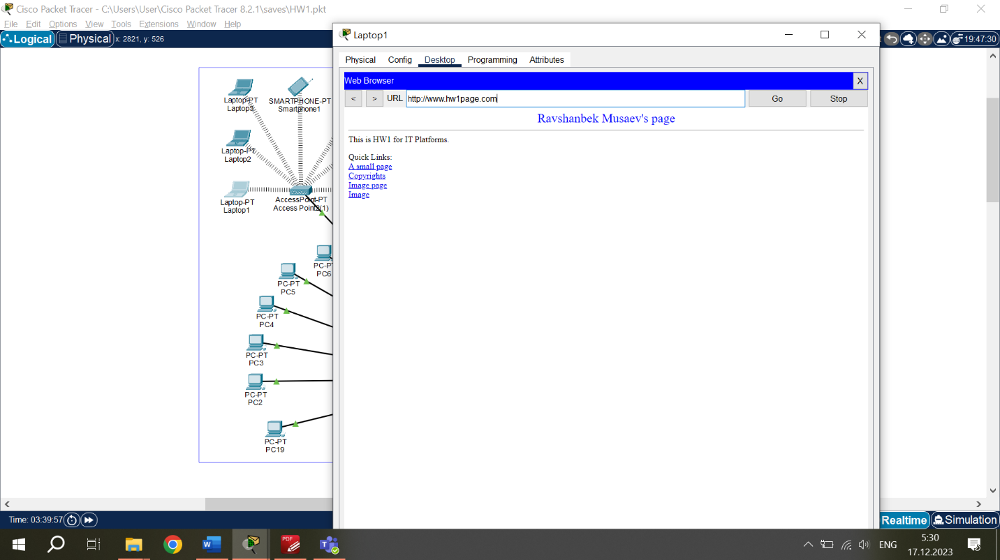 Cisco Packet Tracer - C:\Users\User\Cisco Packet Tracer 8.2.1\saves\HW1.pkt
File Edit Options View Tools Extensions Window Help
Logical Physical x: 2821, y: 526
19:47:30
Laptop1
Physical Config Desktop Programming Attributes
Web Browser X
< > URL http://www.hw1page.com Go Stop
Ravshanbek Musaev's page
This is HW1 for IT Platforms.
Quick Links:
A small page
Copyrights
Image page
Image
Laptop-PT
Laptop3
SMARTPHONE-PT
Smartphone1
Laptop-PT
Laptop2
Laptop-PT
Laptop1
AccessPoint-PT
Access Point2(1)
PC-PT
PC6
PC-PT
PC5
PC-PT
PC4
PC-PT
PC3
PC-PT
PC2
PC-PT
PC19
Time: 03:39:57
Realtime Simulation
W
PDF
ENG
5:30
17.12.2023